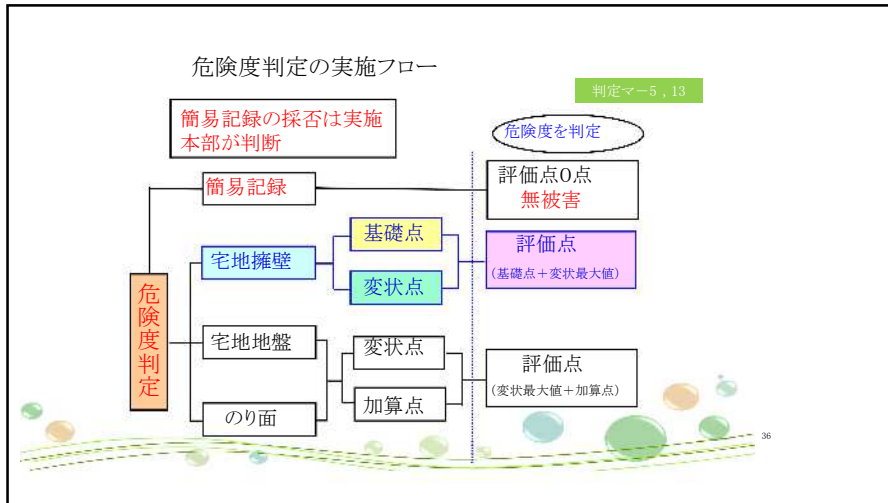 危険度判定の実施フロー
判定マー5 , 13
簡易記録の採否は実施
本部が判断
危険度を判定
簡易記録
評価点0点
無被害
宅地擁壁
基礎点
変状点
評価点
(基礎点＋変状最大値)
危険度判定
宅地地盤
のり面
変状点
加算点
評価点
(変状最大値＋加算点)
36